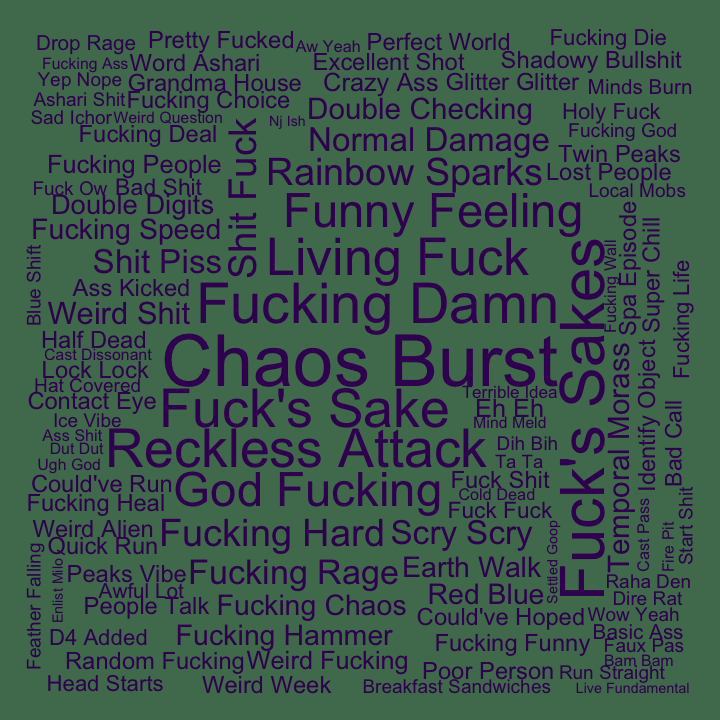 Drop Rage
Pretty Fucked
Aw Yeah
Perfect World
Fucking Die
Fucking Ass
Word Ashari
Excellent Shot
Shadowy Bullshit
Yep Nope
Grandma House
Crazy Ass
Glitter Glitter
Minds Burn
Ashari Shit
Fucking Choice
Double Checking
Holy Fuck
Sad Ichor
Weird Question
Nj Ish
Fucking Deal
Normal Damage
Fucking God
Fucking People
Shit Fuck
Rainbow Sparks
Twin Peaks
Lost People
Fuck Ow
Bad Shit
Local Mobs
Double Digits
Funny Feeling
Fucking Speed
Shit Piss
Living Fuck
Fucking Wall
Spa Episode
Super Chill
Blue Shift
Ass Kicked
Weird Shit
Fucking Damn
Fuck's Sakes
Fucking Life
Half Dead
Cast Dissonant
Lock Lock
Chaos Burst
Hat Covered
Contact Eye
Fuck's Sake
Terrible Idea
Eh Eh
Temporal Morass
Identify Object
Ice Vibe
Mind Meld
Bad Call
Ass Shit
Reckless Attack
Dih Bih
Dut Dut
Ta Ta
Ugh God
Could've Run
God Fucking
Fuck Shit
Cold Dead
Fucking Heal
Fuck Fuck
Cast Pass
Fire Pit
Start Shit
Weird Alien
Fucking Hard
Scry Scry
Settled Goop
Quick Run
Feather Falling
Enlist Milo
Peaks Vibe
Fucking Rage
Earth Walk
Raha Den
Awful Lot
Red Blue
Dire Rat
People Talk
Fucking Chaos
Could've Hoped
Wow Yeah
D4 Added
Fucking Hammer
Fucking Funny
Basic Ass
Faux Pas
Random Fucking
Weird Fucking
Poor Person
Run Straight
Bam Bam
Head Starts
Weird Week
Breakfast Sandwiches
Live Fundamental